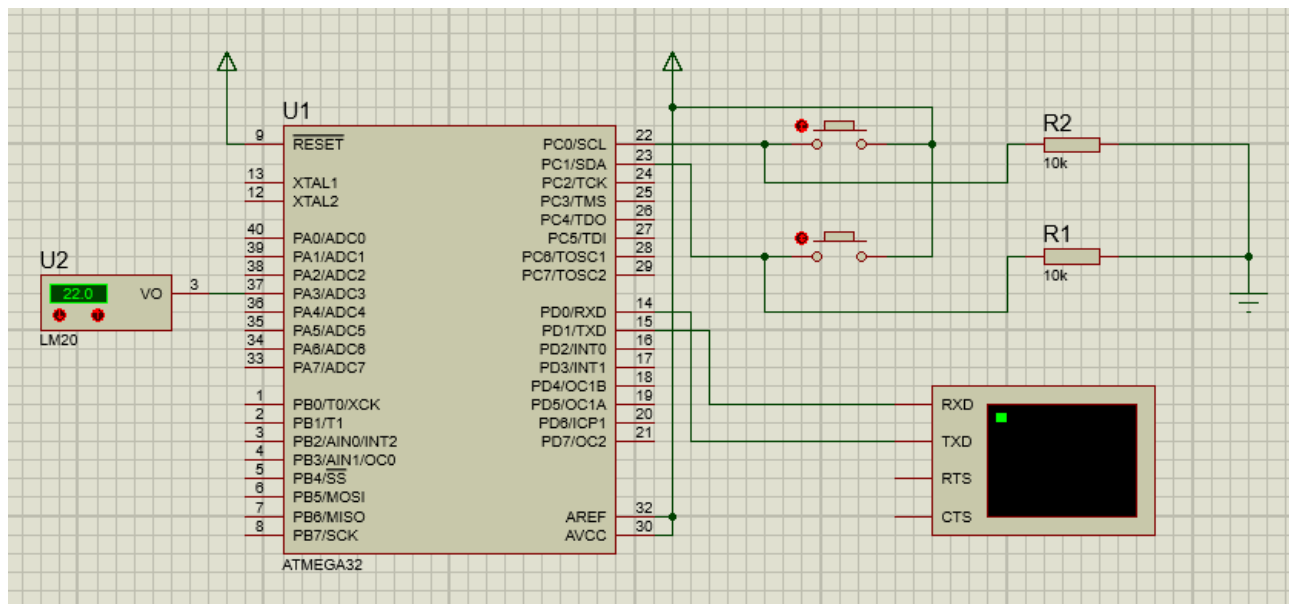 U1
9 RESET
13 XTAL1
12 XTAL2
40 PA0/ADC0
39 PA1/ADC1
38 PA2/ADC2
37 PA3/ADC3
36 PA4/ADC4
35 PA5/ADC5
34 PA6/ADC6
33 PA7/ADC7
1 PB0/T0/XCK
2 PB1/T1
3 PB2/AIN0/INT2
4 PB3/AIN1/OC0
5 PB4/SS
6 PB5/MOSI
7 PB6/MISO
8 PB7/SCK
PC0/SCL 22
PC1/SDA 23
PC2/TCK 24
PC3/TMS 25
PC4/TDO 26
PC5/TDI 27
PC6/TOSC1 28
PC7/TOSC2 29
PD0/RXD 14
PD1/TXD 15
PD2/INT0 16
PD3/INT1 17
PD4/OC1B 18
PD5/OC1A 19
PD6/ICP1 20
PD7/OC2 21
AREF 32
AVCC 30
ATMEGA32
U2
22.0 VO 3
LM20
R2
10k
R1
10k
RXD
TXD
RTS
CTS